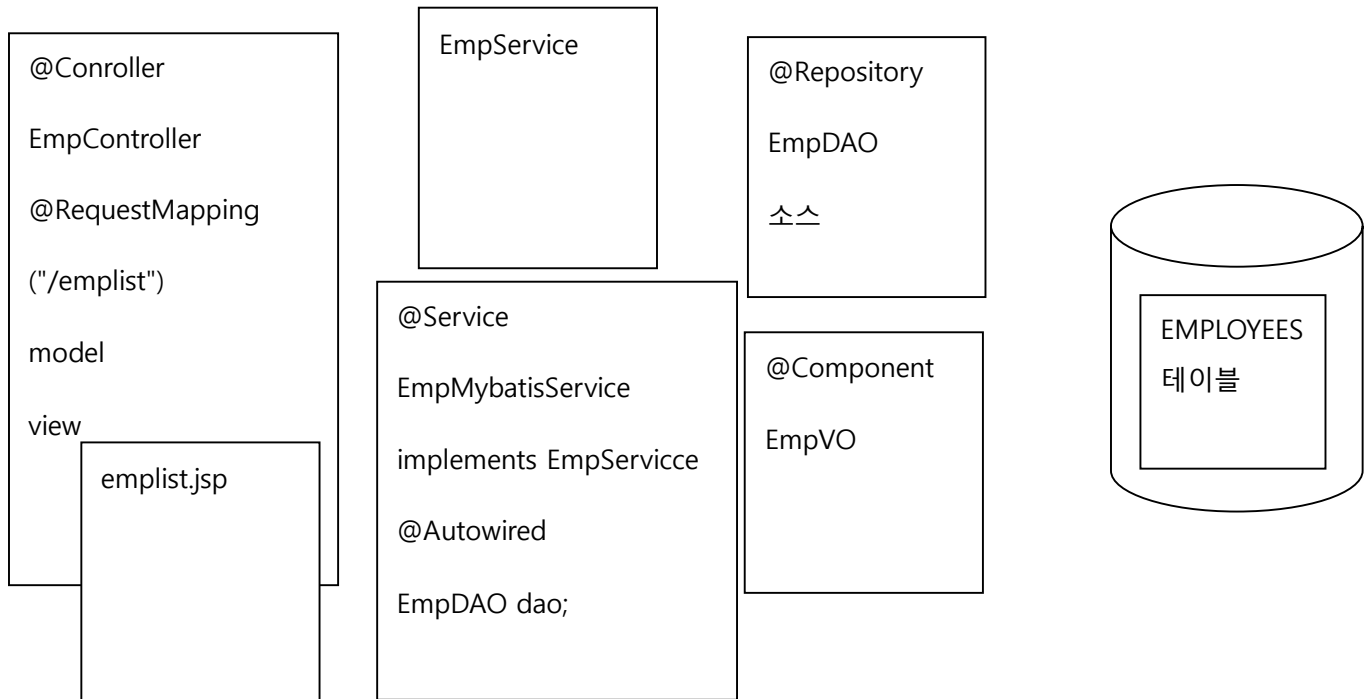 @Conroller
EmpController
@RequestMapping
("/emplist")
model
view
emplist.jsp
EmpService
@Service
EmpMybatisService
implements EmpServicce
@Autowired
EmpDAO dao;
@Repository
EmpDAO
소스
@Component
EmpVO
EMPLOYEES
테이블